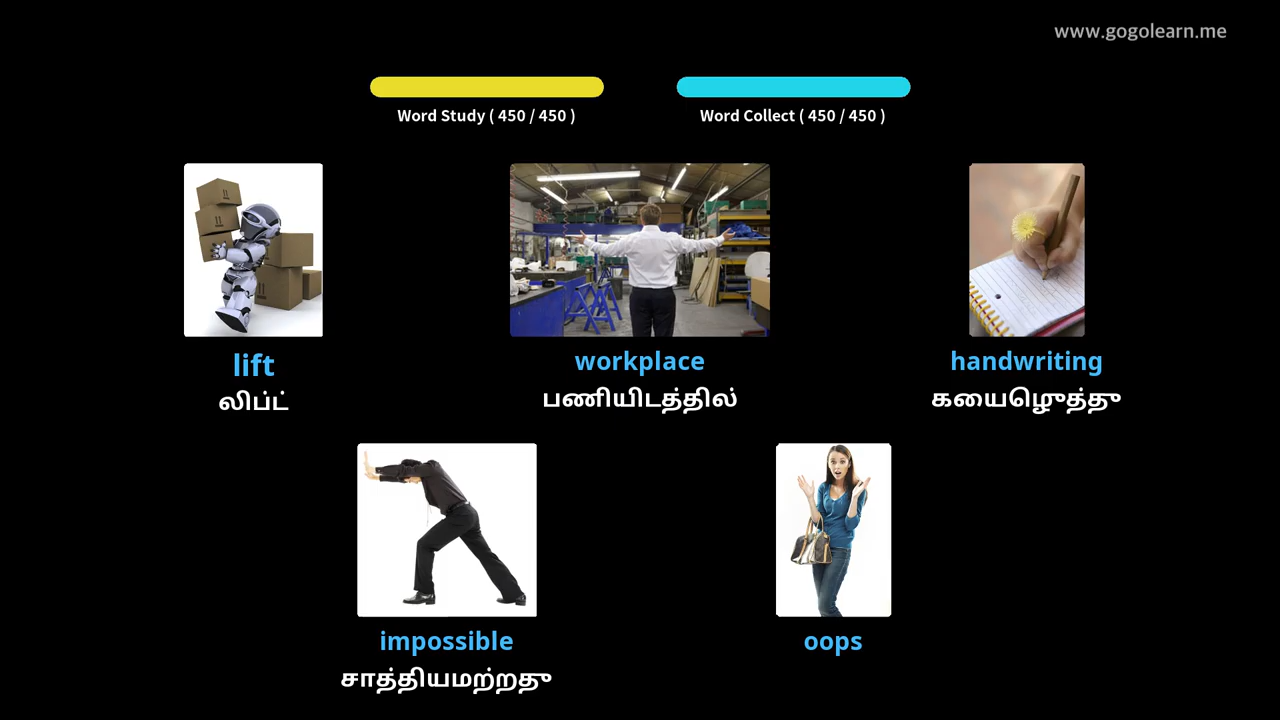 www.gogolearn.me
Word Study ( 450 / 450 )
Word Collect ( 450 / 450 )
lift
லிப்ட்
workplace
பணியிடத்தில்
handwriting
கையெழுத்து
impossible
சாத்தியமற்றது
oops